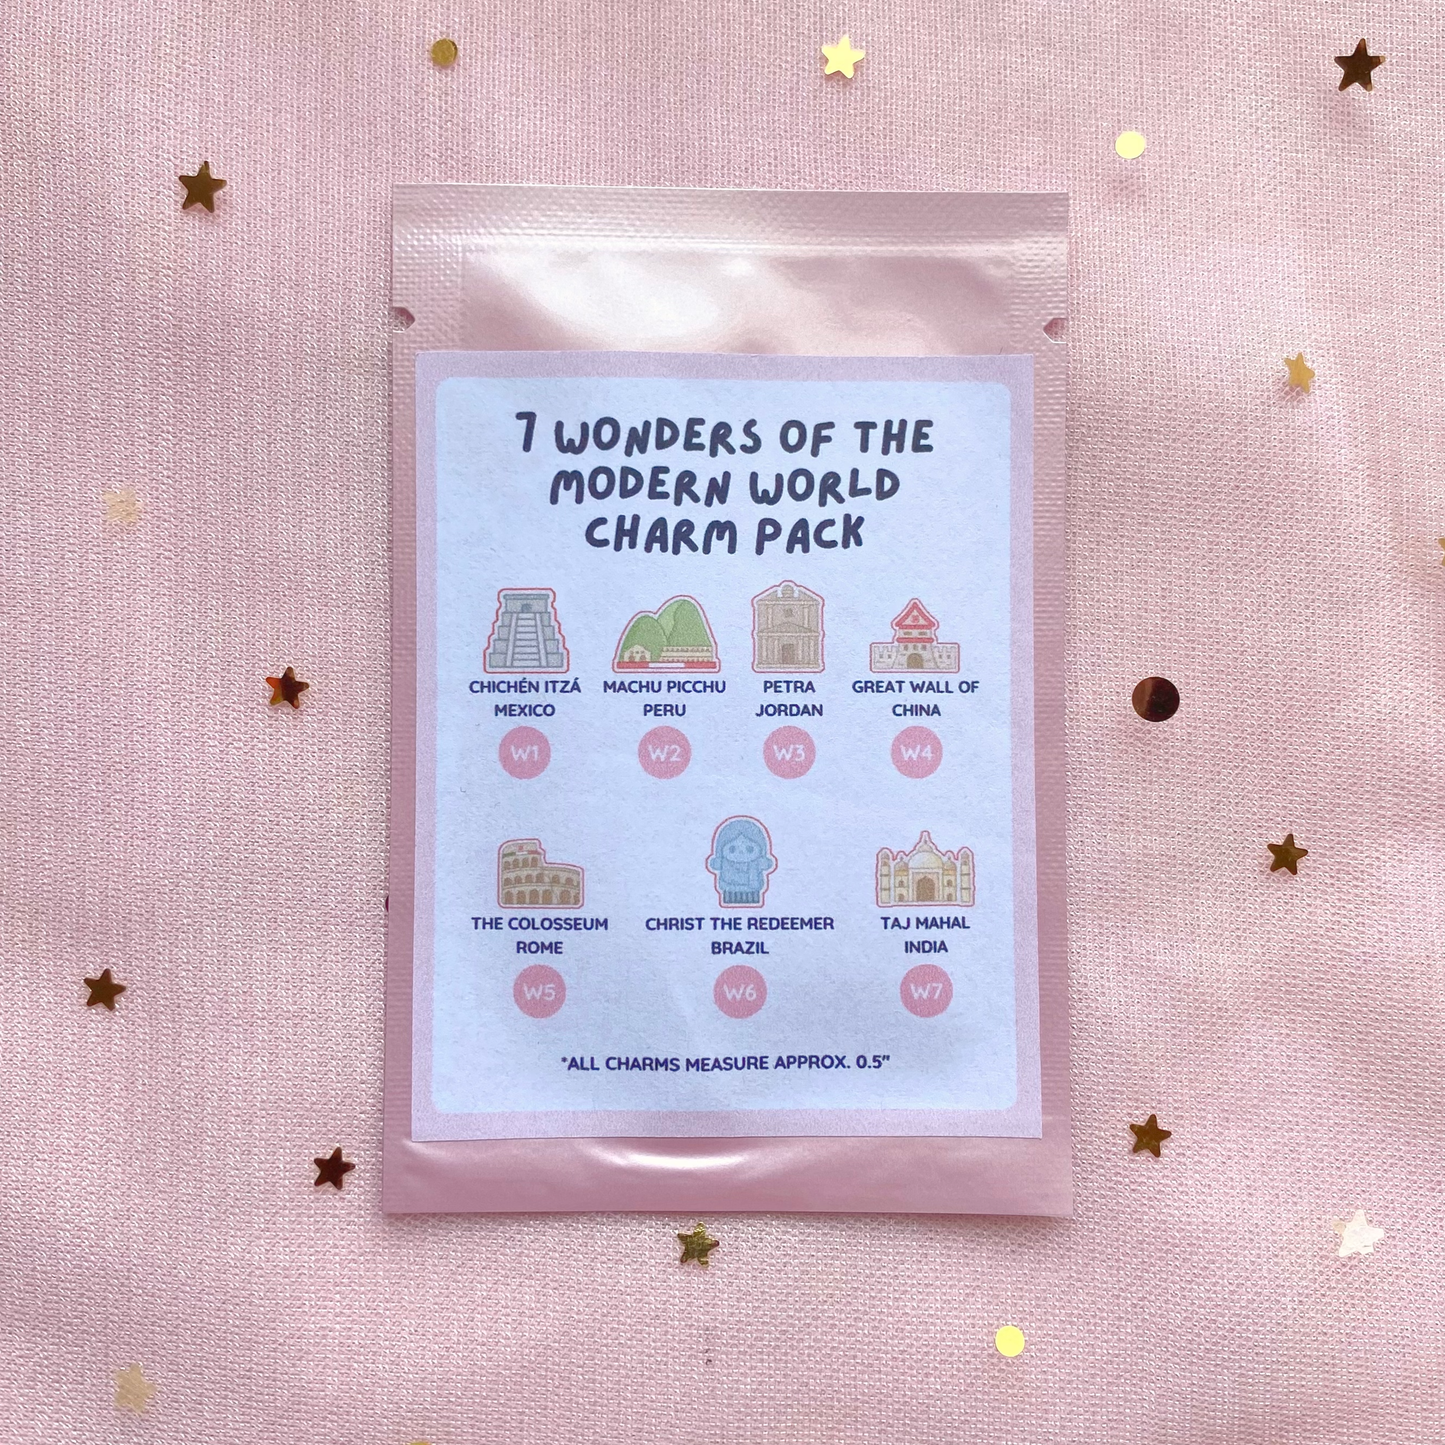 7 WONDERS OF THE
MODERN WORLD
CHARM PACK
CHICHÉN ITZÁ MACHU PICCHU PETRA GREAT WALL OF
MEXICO PERU JORDAN CHINA
W1 W2 W3 W4
THE COLOSSEUM CHRIST THE REDEEMER TAJ MAHAL
ROME BRAZIL INDIA
W5 W6 W7
*ALL CHARMS MEASURE APPROX. 0.5"